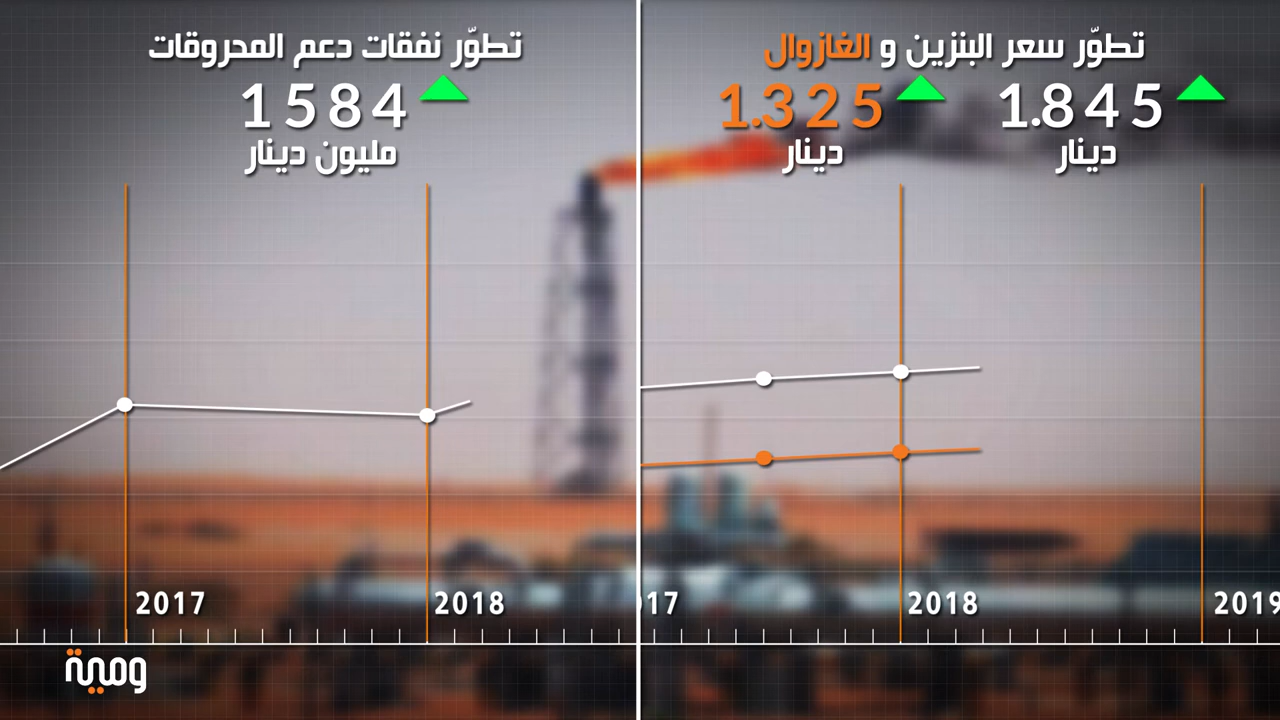 تطوّر سعر البنزين و الغازوال
1.845
1.325
دينار
دينار
تطوّر نفقات دعم المحروقات
1584
مليون دينار
2017
2018
17
2018
2019